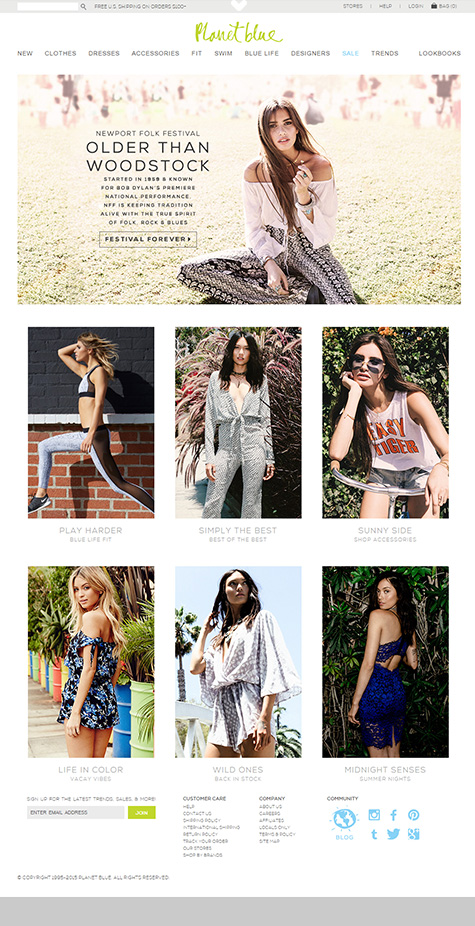 FREE U.S. SHIPPING ON ORDERS $100+
STORES | HELP | LOGIN BAG (0)
Planet blue
NEW CLOTHES DRESSES ACCESSORIES FIT SWIM BLUE LIFE DESIGNERS SALE TRENDS LOOKBOOKS
NEWPORT FOLK FESTIVAL
OLDER THAN
WOODSTOCK
STARTED IN 1959 & KNOWN
FOR BOB DYLAN'S PREMIERE
NATIONAL PERFORMANCE.
NFF IS KEEPING TRADITION
ALIVE WITH THE TRUE SPIRIT
OF FOLK, ROCK & BLUES
FESTIVAL FOREVER
EASY
TIGER
PLAY HARDER
BLUE LIFE FIT
SIMPLY THE BEST
BEST OF THE BEST
SUNNY SIDE
SHOP ACCESSORIES
LIFE IN COLOR
VACAY VIBES
WILD ONES
BACK IN STOCK
MIDNIGHT SENSES
SUMMER NIGHTS
SIGN UP FOR THE LATEST TRENDS, SALES, & MORE!
ENTER EMAIL ADDRESS JOIN
CUSTOMER CARE
HELP
CONTACT US
SHIPPING POLICY
INTERNATIONAL SHIPPING
RETURN POLICY
TRACK YOUR ORDER
OUR STORES
SHOP BY BRANDS
COMPANY
ABOUT US
CAREERS
AFFILIATES
LOCALS ONLY
TERMS & POLICY
SITE MAP
COMMUNITY
BLOG
© COPYRIGHT 1995-2015 PLANET BLUE. ALL RIGHTS RESERVED.